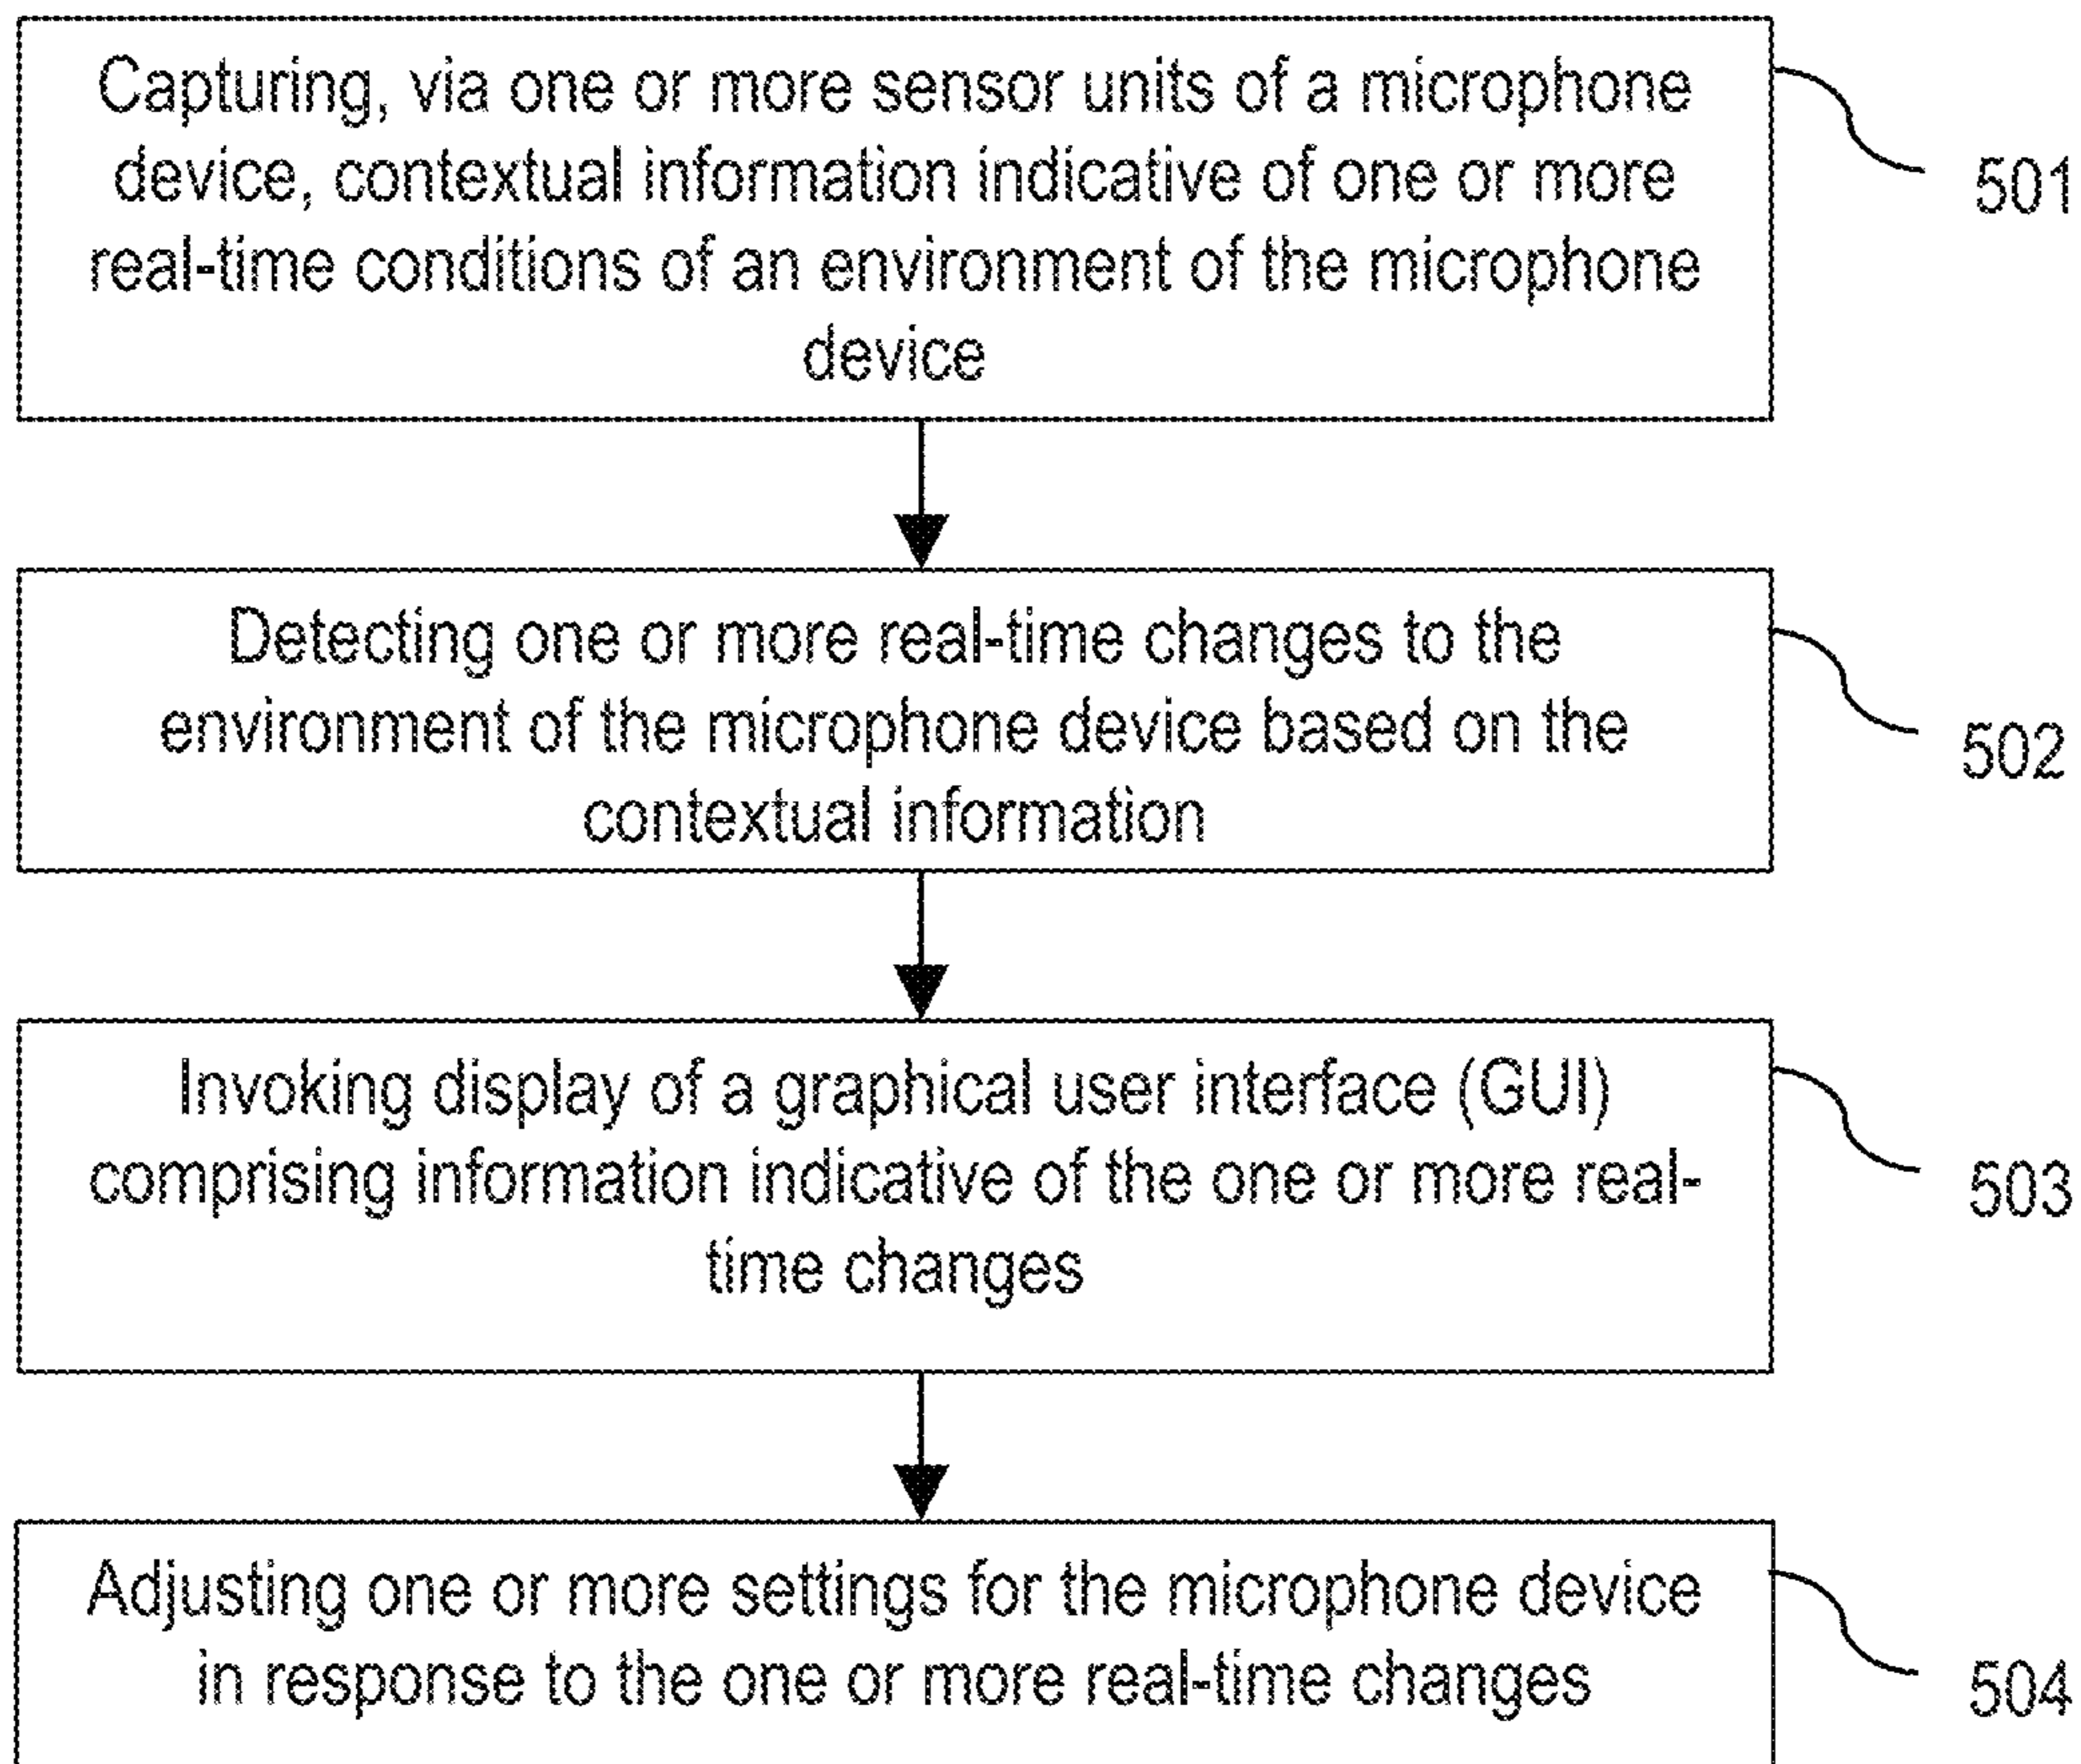 Capturing, via one or more sensor units of a microphone
device, contextual information indicative of one or more
real-time conditions of an environment of the microphone
device
501
Detecting one or more real-time changes to the
environment of the microphone device based on the
contextual information
502
Invoking display of a graphical user interface (GUI)
comprising information indicative of the one or more real-
time changes
503
Adjusting one or more settings for the microphone device
in response to the one or more real-time changes
504